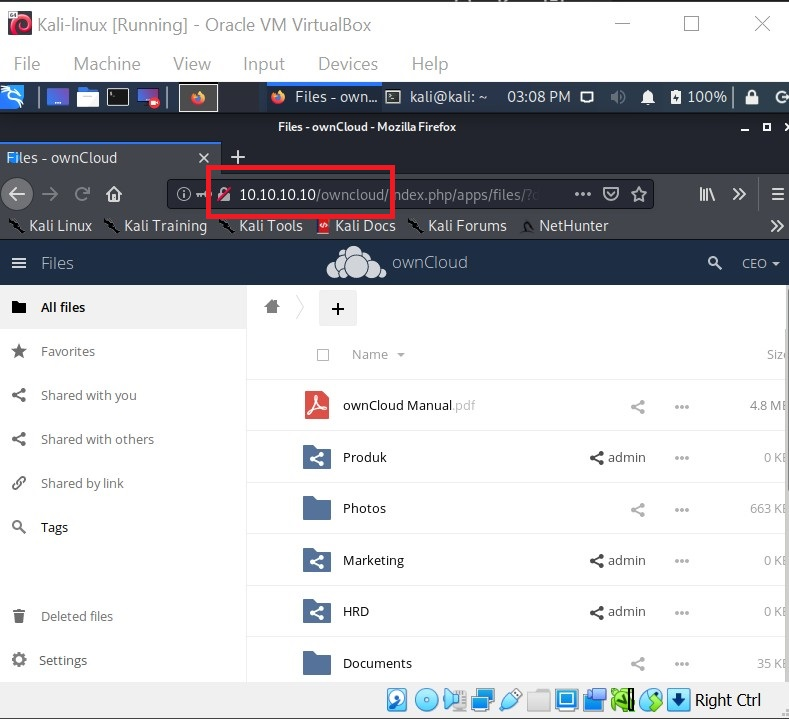 Kali-linux [Running] - Oracle VM VirtualBox
File Machine View Input Devices Help
Files - own... kali@kali: ~ 03:08 PM 100%
Files - ownCloud - Mozilla Firefox
Files - ownCloud
10.10.10.10/owncloud/index.php/apps/files/?
Kali Linux Kali Training Kali Tools Kali Docs Kali Forums NetHunter
Files ownCloud CEO
All files
Name Size
Favorites
ownCloud Manual.pdf 4.8 MB
Shared with you
Shared with others
Produk admin 0 KB
Shared by link
Photos 663 KB
Tags
Marketing admin 0 KB
Deleted files
HRD admin 0 KB
Settings
Documents 35 KB
Right Ctrl